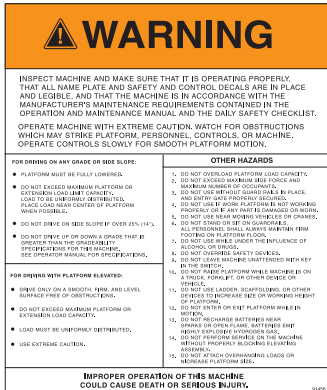 WARNING
INSPECT MACHINE AND MAKE SURE THAT IT IS OPERATING PROPERLY,
THAT ALL NAME PLATE AND SAFETY AND CONTROL DECALS ARE IN PLACE
AND LEGIBLE, AND THAT THE MACHINE IS IN ACCORDANCE WITH THE
MANUFACTURER'S MAINTENANCE REQUIREMENTS CONTAINED IN THE
OPERATION AND MAINTENANCE MANUAL AND THE DAILY SAFETY CHECKLIST.
OPERATE MACHINE WITH EXTREME CAUTION. WATCH FOR OBSTRUCTIONS
WHICH MAY STRIKE PLATFORM, PERSONNEL, CONTROLS, OR MACHINE.
OPERATE CONTROLS SLOWLY FOR SMOOTH PLATFORM MOTION.
FOR DRIVING ON ANY GRADE OR SIDE SLOPE:
• PLATFORM MUST BE FULLY LOWERED.
• DO NOT EXCEED MAXIMUM PLATFORM OR
EXTENSION LOAD LIMIT CAPACITY.
LOAD TO BE UNIFORMLY DISTRIBUTED.
PLACE LOAD NEAR CENTER OF PLATFORM
WHEN POSSIBLE.
• DO NOT DRIVE ON SIDE SLOPE IF OVER 25% (14°).
• DO NOT DRIVE UP OR DOWN A GRADE THAT IS
GREATER THAN THE GRADEABILITY
SPECIFICATIONS FOR THIS MACHINE.
SEE OPERATOR MANUAL FOR SPECIFICATIONS.
FOR DRIVING WITH PLATFORM ELEVATED:
• DRIVE ONLY ON A SMOOTH, FIRM, AND LEVEL
SURFACE FREE OF OBSTRUCTIONS.
• DO NOT EXCEED MAXIMUM PLATFORM OR
EXTENSION LOAD CAPACITY.
• LOAD MUST BE UNIFORMLY DISTRIBUTED.
• USE EXTREME CAUTION.
OTHER HAZARDS
1. DO NOT OVERLOAD PLATFORM LOAD CAPACITY.
2. DO NOT EXCEED MAXIMUM SIDE FORCE AND
MAXIMUM NUMBER OF OCCUPANTS.
3. DO NOT USE WITHOUT GUARD RAILS IN PLACE,
AND ENTRY GATE PROPERLY SECURED.
4. DO NOT USE IF WORK PLATFORM IS NOT WORKING
PROPERLY OR IF ANY PART IS DAMAGED OR WORN.
5. DO NOT USE NEAR MOVING VEHICLES OR CRANES.
6. DO NOT STAND OR SIT ON GUARDRAILS.
ALL PERSONNEL SHALL ALWAYS MAINTAIN FIRM
FOOTING ON PLATFORM FLOOR.
7. DO NOT USE WHILE UNDER THE INFLUENCE OF
ALCOHOL OR DRUGS.
8. DO NOT OVERRIDE SAFETY DEVICES.
9. DO NOT LEAVE MACHINE UNATTENDED WITH KEY
IN THE SWITCH.
10. DO NOT RAISE PLATFORM WHILE MACHINE IS ON
A TRUCK, FORKLIFT, OR OTHER DEVICE OR
VEHICLE.
11. DO NOT USE LADDER, SCAFFOLDING, OR OTHER
DEVICES TO INCREASE SIZE OR WORKING HEIGHT
OF PLATFORM.
12. DO NOT ENTER OR EXIT PLATFORM WHILE IN
MOTION.
13. DO NOT RECHARGE BATTERIES NEAR
SPARKS OR OPEN FLAME, BATTERIES EMIT
HIGHLY EXPLOSIVE HYDROGEN GAS.
14. DO NOT PERFORM SERVICE ON THE MACHINE
WITHOUT PROPERLY BLOCKING ELEVATING
ASSEMBLY.
15. DO NOT ATTACH OVERHANGING LOADS OR
INCREASE PLATFORM SIZE.
IMPROPER OPERATION OF THIS MACHINE
COULD CAUSE DEATH OR SERIOUS INJURY.